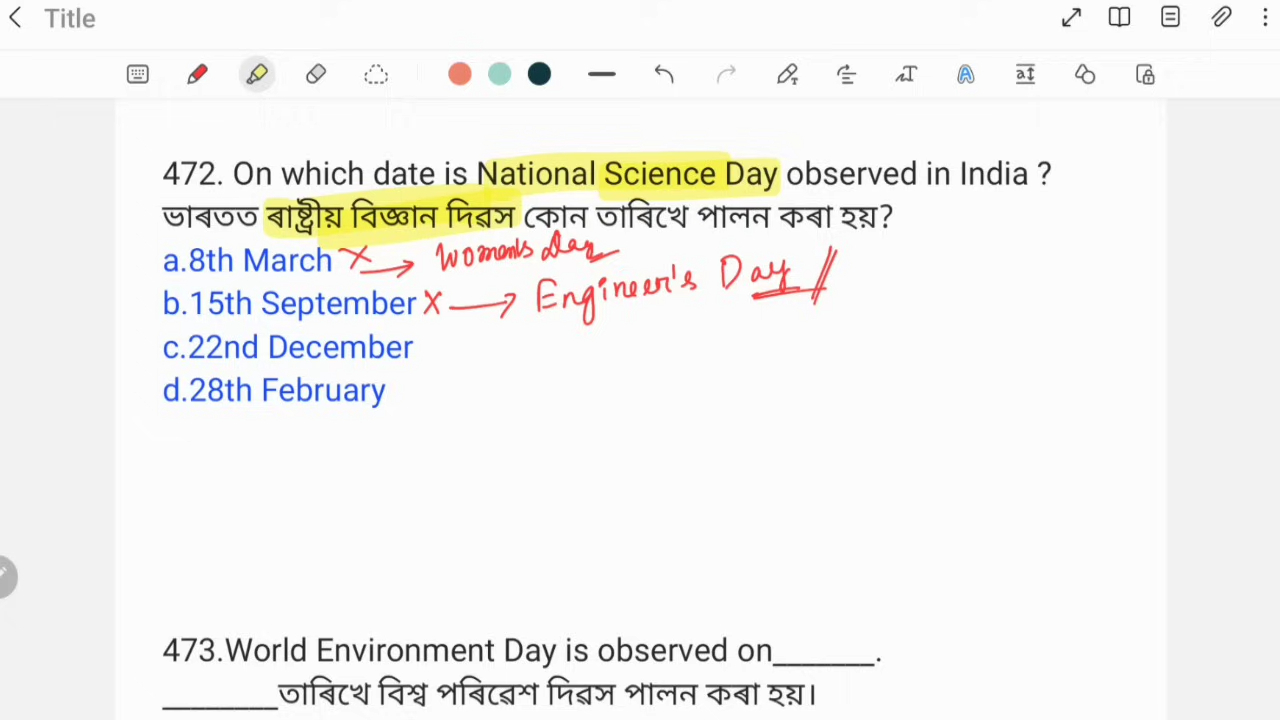 Title
472. On which date is National Science Day observed in India ?
ভাৰতত ৰাষ্ট্ৰীয় বিজ্ঞান দিৱস কোন তাৰিখে পালন কৰা হয়?
a.8th March X → Women's day
b.15th September X → Engineer's Day //
c.22nd December
d.28th February
473.World Environment Day is observed on_______.
________তাৰিখে বিশ্ব পৰিৱেশ দিৱস পালন কৰা হয়।